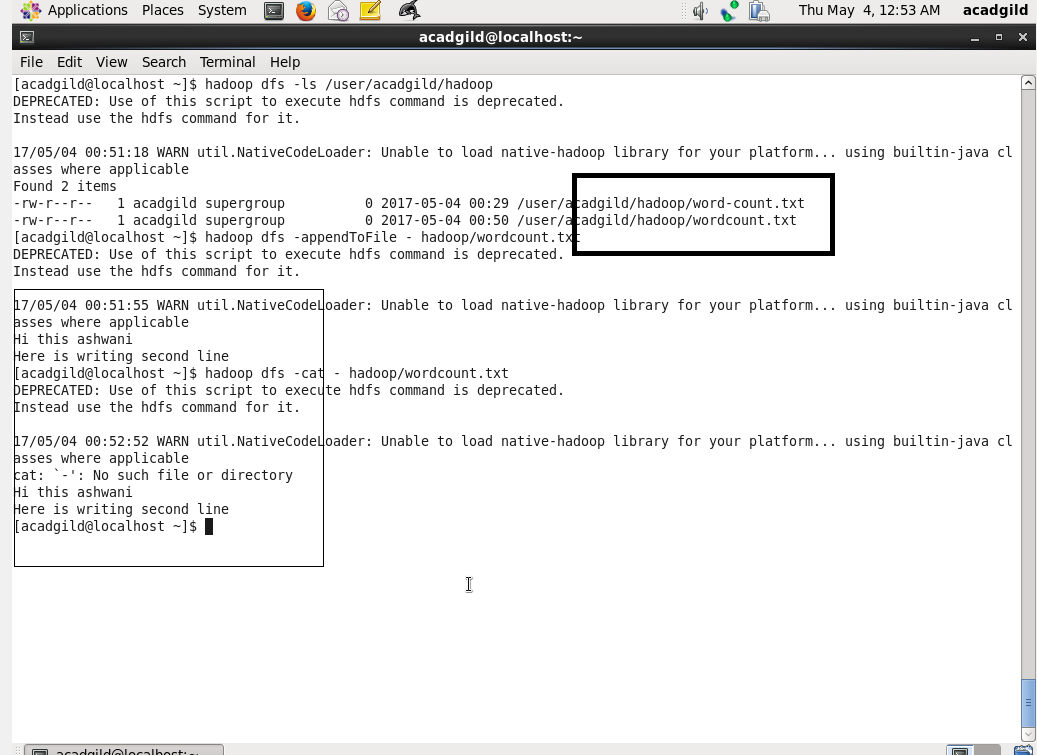 Applications Places System Thu May 4, 12:53 AM acadgild
acadgild@localhost:~
File Edit View Search Terminal Help
[acadgild@localhost ~]$ hadoop dfs -ls /user/acadgild/hadoop
DEPRECATED: Use of this script to execute hdfs command is deprecated.
Instead use the hdfs command for it.
17/05/04 00:51:18 WARN util.NativeCodeLoader: Unable to load native-hadoop library for your platform... using builtin-java cl
asses where applicable
Found 2 items
-rw-r--r--   1 acadgild supergroup          0 2017-05-04 00:29 /user/acadgild/hadoop/word-count.txt
-rw-r--r--   1 acadgild supergroup          0 2017-05-04 00:50 /user/acadgild/hadoop/wordcount.txt
[acadgild@localhost ~]$ hadoop dfs -appendToFile - hadoop/wordcount.txt
DEPRECATED: Use of this script to execute hdfs command is deprecated.
Instead use the hdfs command for it.
17/05/04 00:51:55 WARN util.NativeCodeLoader: Unable to load native-hadoop library for your platform... using builtin-java cl
asses where applicable
Hi this ashwani
Here is writing second line
[acadgild@localhost ~]$ hadoop dfs -cat - hadoop/wordcount.txt
DEPRECATED: Use of this script to execute hdfs command is deprecated.
Instead use the hdfs command for it.
17/05/04 00:52:52 WARN util.NativeCodeLoader: Unable to load native-hadoop library for your platform... using builtin-java cl
asses where applicable
cat: `-': No such file or directory
Hi this ashwani
Here is writing second line
[acadgild@localhost ~]$
acadgild@localhost:~